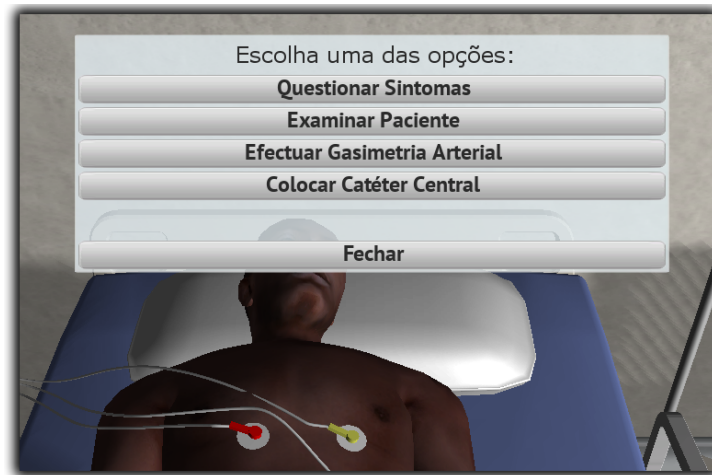 Escolha uma das opções:
Questionar Sintomas
Examinar Paciente
Efectuar Gasimetria Arterial
Colocar Catéter Central
Fechar